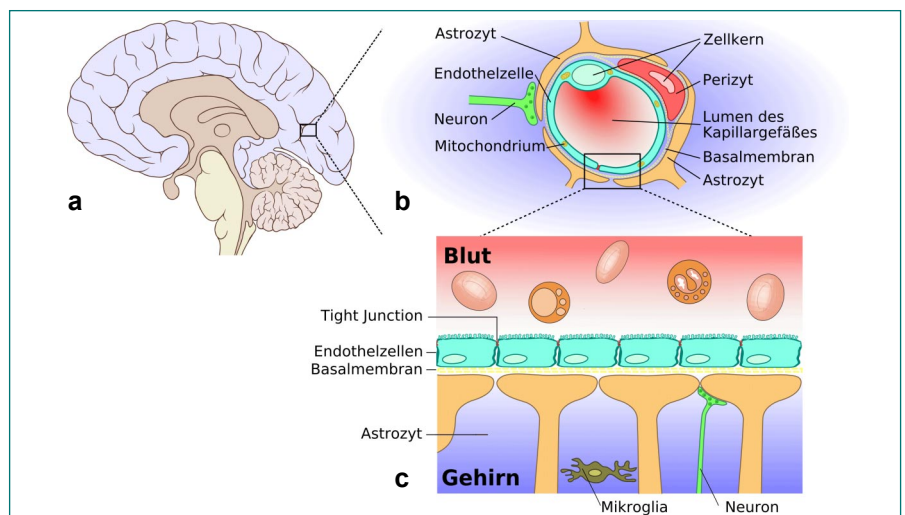 a
b
Astrozyt
Endothelzelle
Neuron
Mitochondrium
Zellkern
Perizyt
Lumen des
Kapillargefäßes
Basalmembran
Astrozyt
Blut
Tight Junction
Endothelzellen
Basalmembran
Astrozyt
Gehirn
c
Mikroglia
Neuron